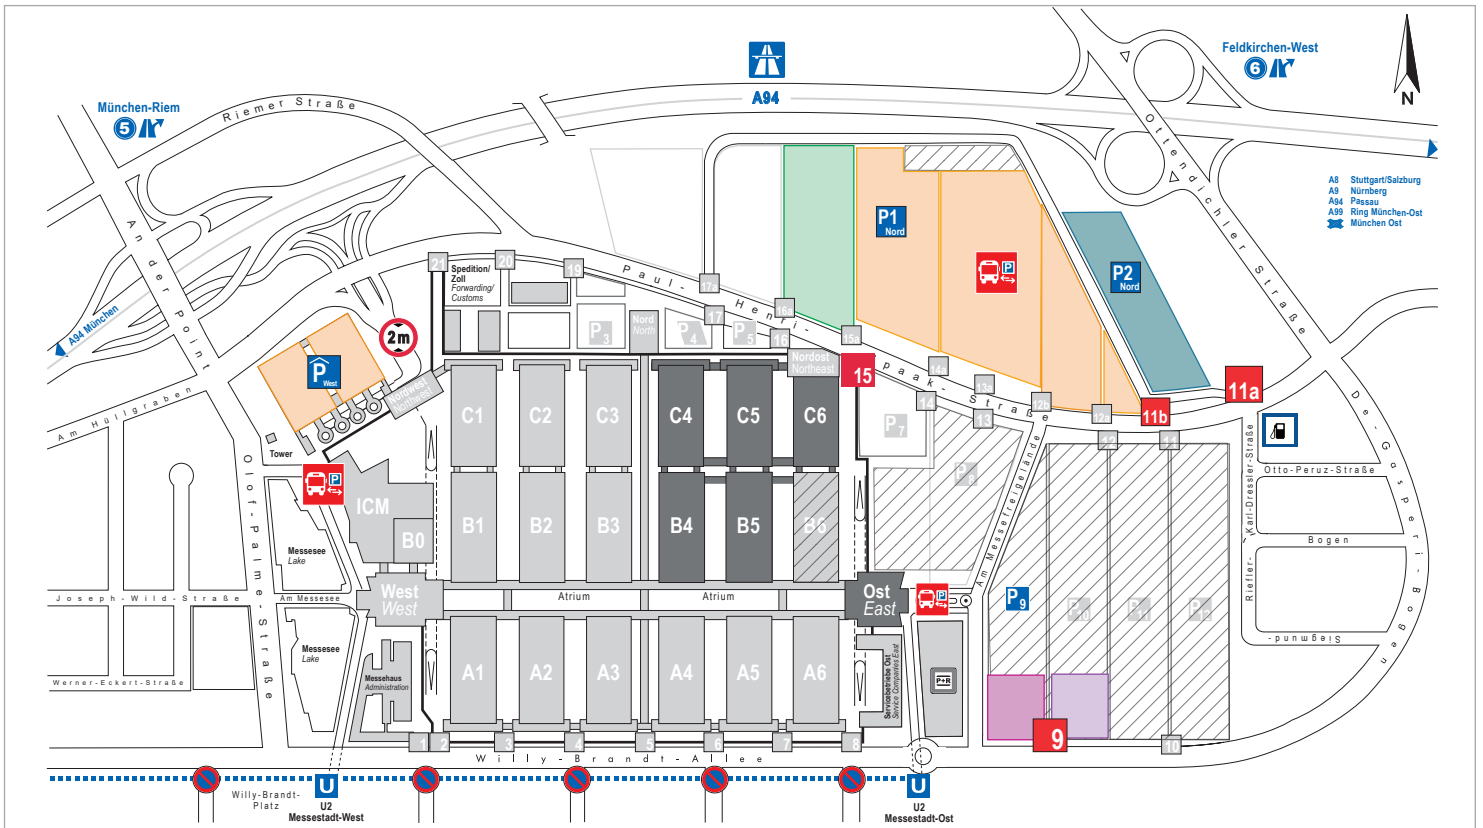 A94
Feldkirchen-West
6
N
München-Riem
5
Riemer Straße
Ottendichler Straße
A8 Stuttgart/Salzburg
A9 Nürnberg
A94 Passau
A99 Ring München-Ost
München Ost
An der Point
P1
Nord
P2
Nord
P
21
20
19
Spedition/
Zoll
Forwarding/
Customs
Paul-Henri-Spaak-Straße
17a
16a
15a
14a
13a
12b
12a
17
16
A94 München
2m
P3
Nord
North
P4
P5
Nordost
Northeast
15
14
13
12
11
11b
11a
P
West
Nordwest
Northwest
Am Hüllgraben
Tower
P
Olof-Palme-Straße
C1
C2
C3
C4
C5
C6
P7
P8
De-Gasperi-Bogen
Karl-Dressler-Straße
Otto-Peruz-Straße
Bogen
Riefler-
Siegmund-
ICM
B0
B1
B2
B3
B4
B5
B6
Am Messefreigelände
Messesee
Lake
Joseph-Wild-Straße
Am Messesee
West
West
Atrium
Atrium
Ost
East
P
P9
P10
P11
P12
Messesee
Lake
Werner-Eckert-Straße
Messehaus
Administration
A1
A2
A3
A4
A5
A6
Servicebetriebe Ost
Service Companies East
P+R
1
2
3
4
5
6
7
8
9
10
Willy-Brandt-Allee
Willy-Brandt-
Platz
U
U2
Messestadt-West
U
U2
Messestadt-Ost